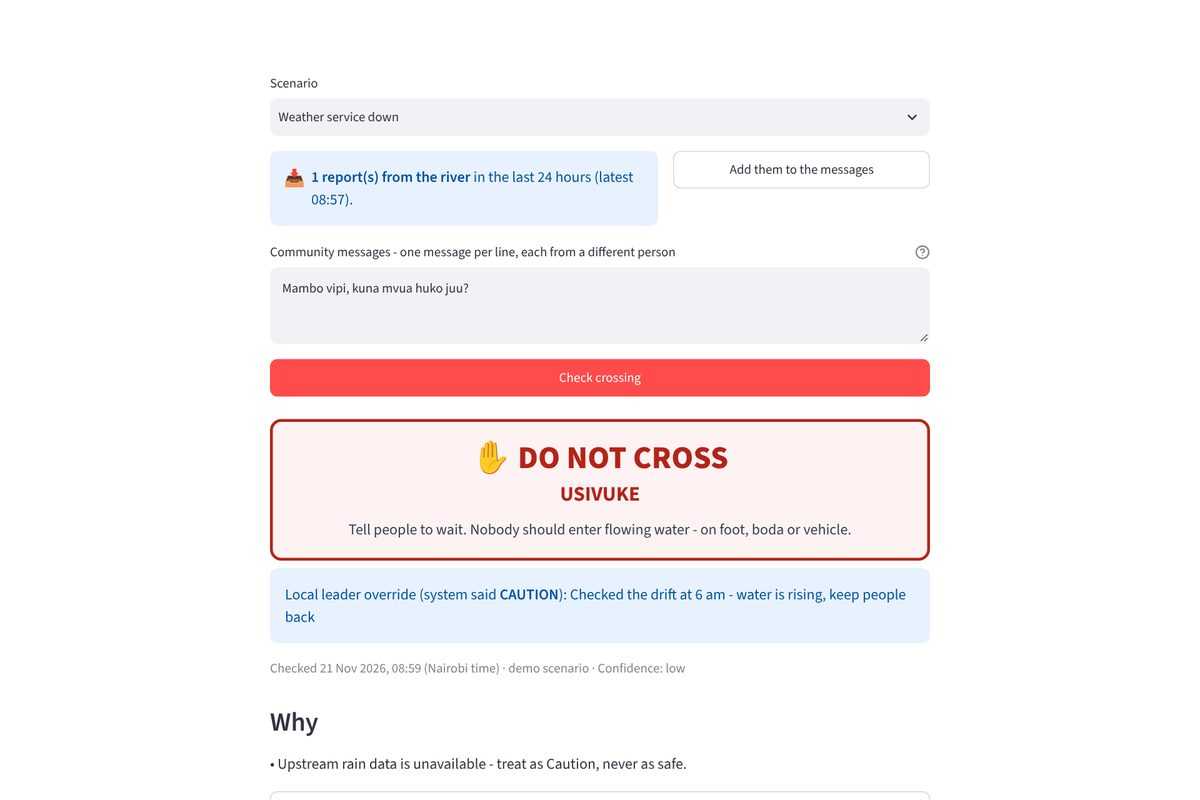 Scenario
Weather service down
1 report(s) from the river in the last 24 hours (latest
08:57).
Add them to the messages
Community messages - one message per line, each from a different person
Mambo vipi, kuna mvua huko juu?
Check crossing
DO NOT CROSS
USIVUKE
Tell people to wait. Nobody should enter flowing water - on foot, boda or vehicle.
Local leader override (system said CAUTION): Checked the drift at 6 am - water is rising, keep people
back
Checked 21 Nov 2026, 08:59 (Nairobi time) · demo scenario · Confidence: low
Why
• Upstream rain data is unavailable - treat as Caution, never as safe.